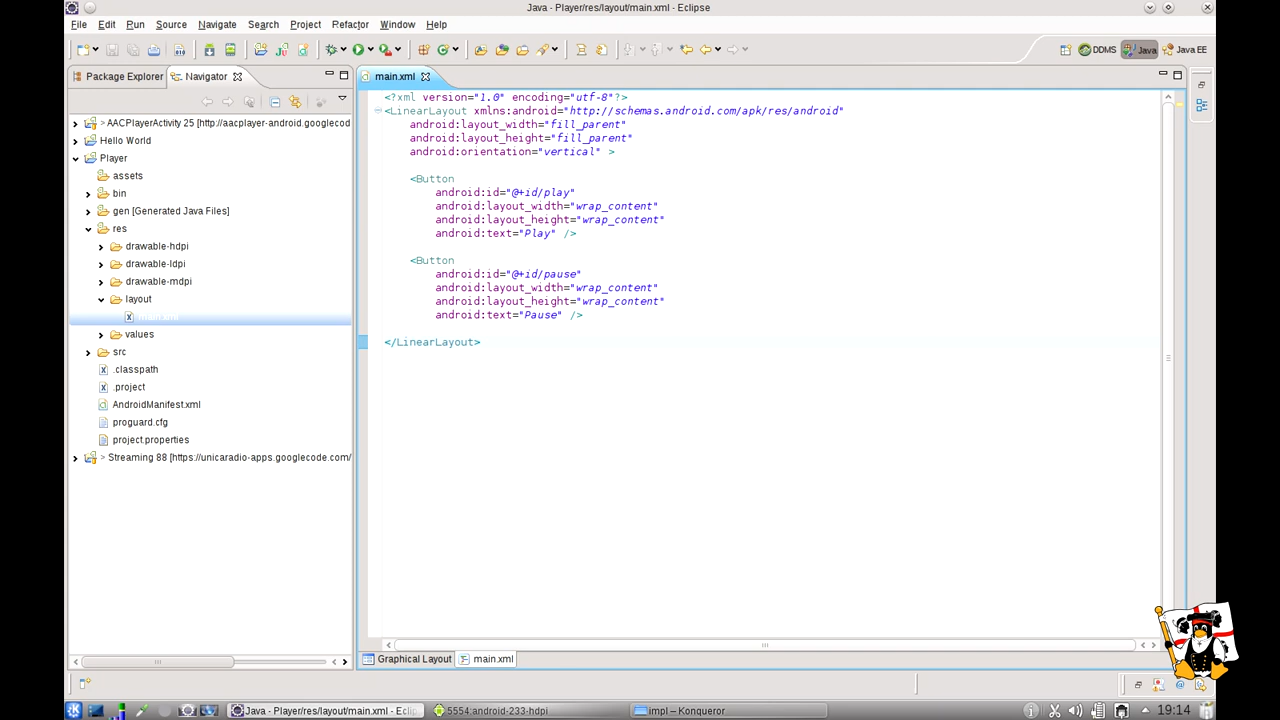 Java - Player/res/layout/main.xml - Eclipse
File Edit Run Source Navigate Search Project Refactor Window Help
DDMS Java Java EE
Package Explorer Navigator
> AACPlayerActivity 25 [http://aacplayer-android.googlecod
Hello World
Player
assets
bin
gen [Generated Java Files]
res
drawable-hdpi
drawable-ldpi
drawable-mdpi
layout
main.xml
values
src
.classpath
.project
AndroidManifest.xml
proguard.cfg
project.properties
> Streaming 88 [https://unicaradio-apps.googlecode.com/
main.xml
<?xml version="1.0" encoding="utf-8"?>
<LinearLayout xmlns:android="http://schemas.android.com/apk/res/android"
android:layout_width="fill_parent"
android:layout_height="fill_parent"
android:orientation="vertical" >
<Button
android:id="@+id/play"
android:layout_width="wrap_content"
android:layout_height="wrap_content"
android:text="Play" />
<Button
android:id="@+id/pause"
android:layout_width="wrap_content"
android:layout_height="wrap_content"
android:text="Pause" />
</LinearLayout>
Graphical Layout main.xml
Java - Player/res/layout/main.xml - Eclips
5554:android-233-hdpi
impl - Konqueror
19:14